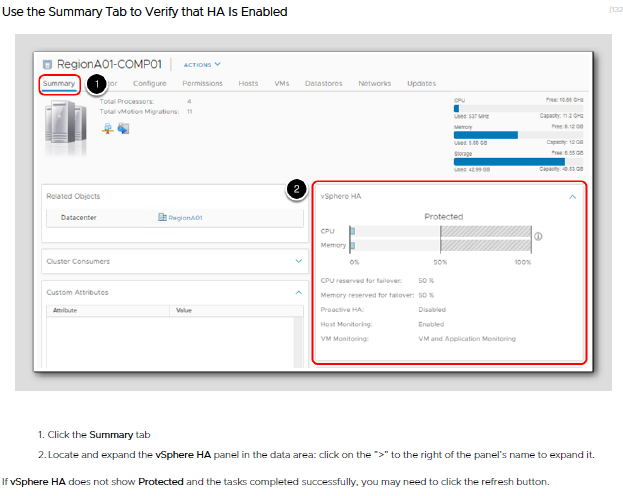 Use the Summary Tab to Verify that HA Is Enabled
RegionA01-COMP01 ACTIONS
Summary 1 tor Configure Permissions Hosts VMs Datastores Networks Updates
Total Processors: 4
Total vMotion Migrations: 11
CPU Free: 10.66 GHz
Used: 537 MHz Capacity: 11.2 GHz
Memory Free: 6.12 GB
Used: 5.88 GB Capacity: 12 GB
Storage Free: 6.55 GB
Used: 42.99 GB
2
Related Objects
Datacenter RegionA01
Cluster Consumers
Custom Attributes
Attribute Value
vSphere HA
Protected
CPU
Memory
0% 50% 100%
CPU reserved for failover: 50 %
Memory reserved for failover: 50 %
Proactive HA: Disabled
Host Monitoring: Enabled
VM Monitoring: VM and Application Monitoring
1. Click the Summary tab
2. Locate and expand the vSphere HA panel in the data area: click on the ">" to the right of the panel's name to expand it.
If vSphere HA does not show Protected and the tasks completed successfully, you may need to click the refresh button.